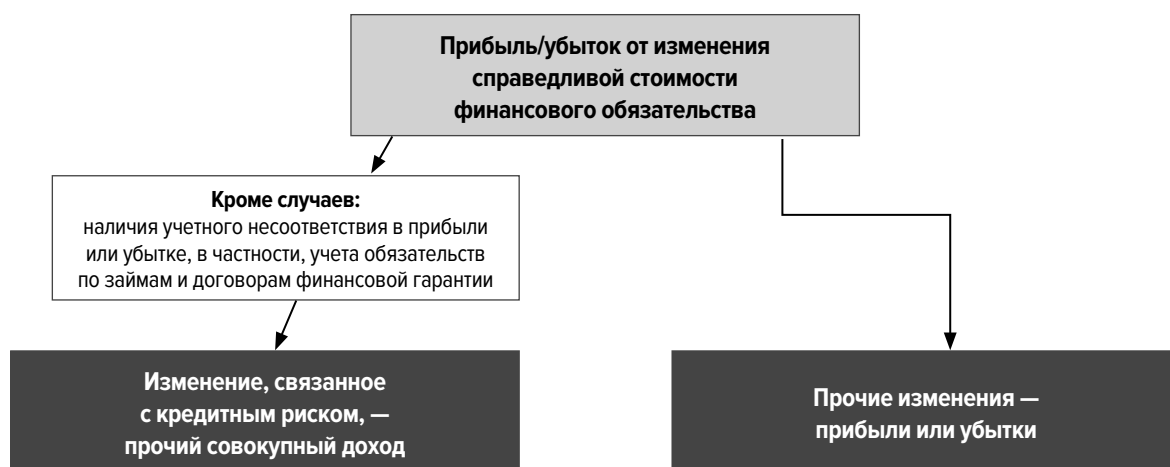 Прибыль/убыток от изменения
справедливой стоимости
финансового обязательства
Кроме случаев:
наличия учетного несоответствия в прибыли
или убытке, в частности, учета обязательств
по займам и договорам финансовой гарантии
Изменение, связанное
с кредитным риском, —
прочий совокупный доход
Прочие изменения —
прибыли или убытки